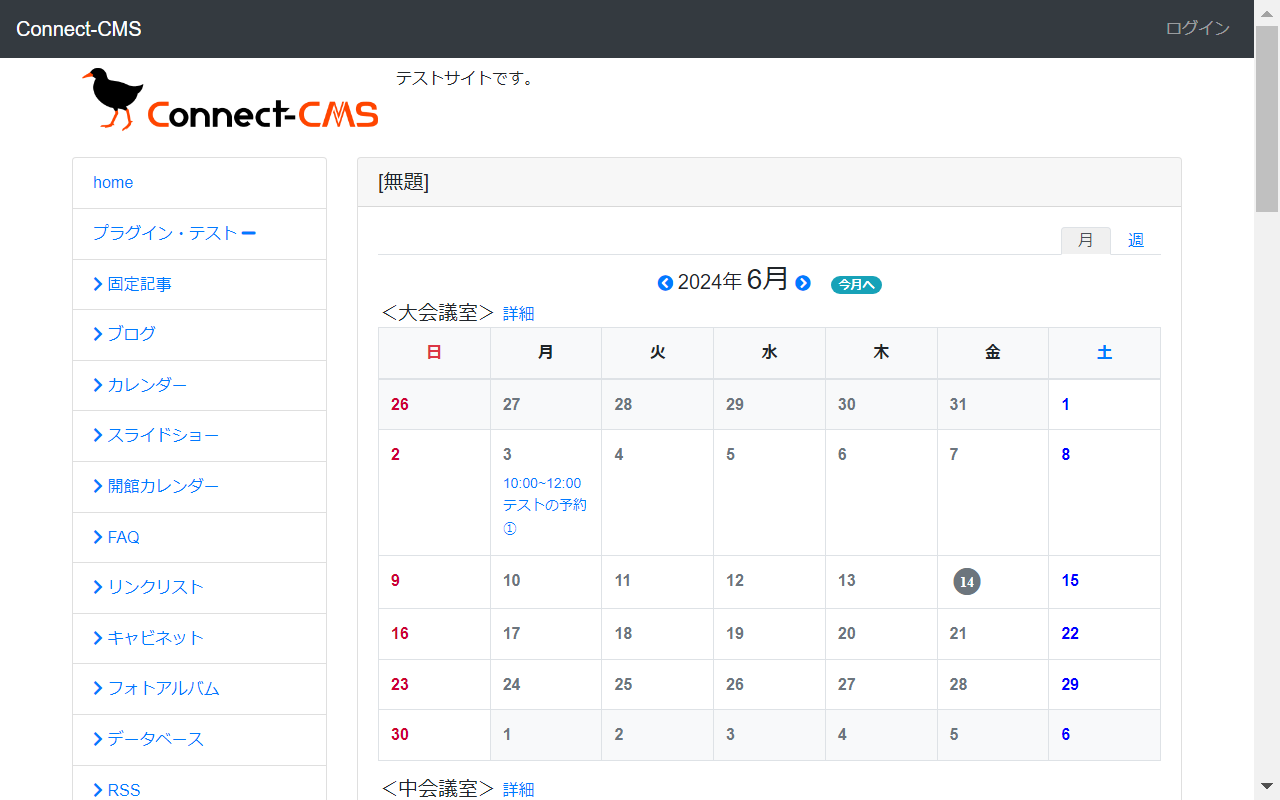 Connect-CMS
ログイン
Connect-CMS
テストサイトです。
home
プラグイン・テスト
固定記事
ブログ
カレンダー
スライドショー
開館カレンダー
FAQ
リンクリスト
キャビネット
フォトアルバム
データベース
RSS
[無題]
月 週
2024年 6月 今月へ
＜大会議室＞ 詳細
日 月 火 水 木 金 土
26 27 28 29 30 31 1
2 3 4 5 6 7 8
10:00~12:00
テストの予約
①
9 10 11 12 13 14 15
16 17 18 19 20 21 22
23 24 25 26 27 28 29
30 1 2 3 4 5 6
＜中会議室＞ 詳細